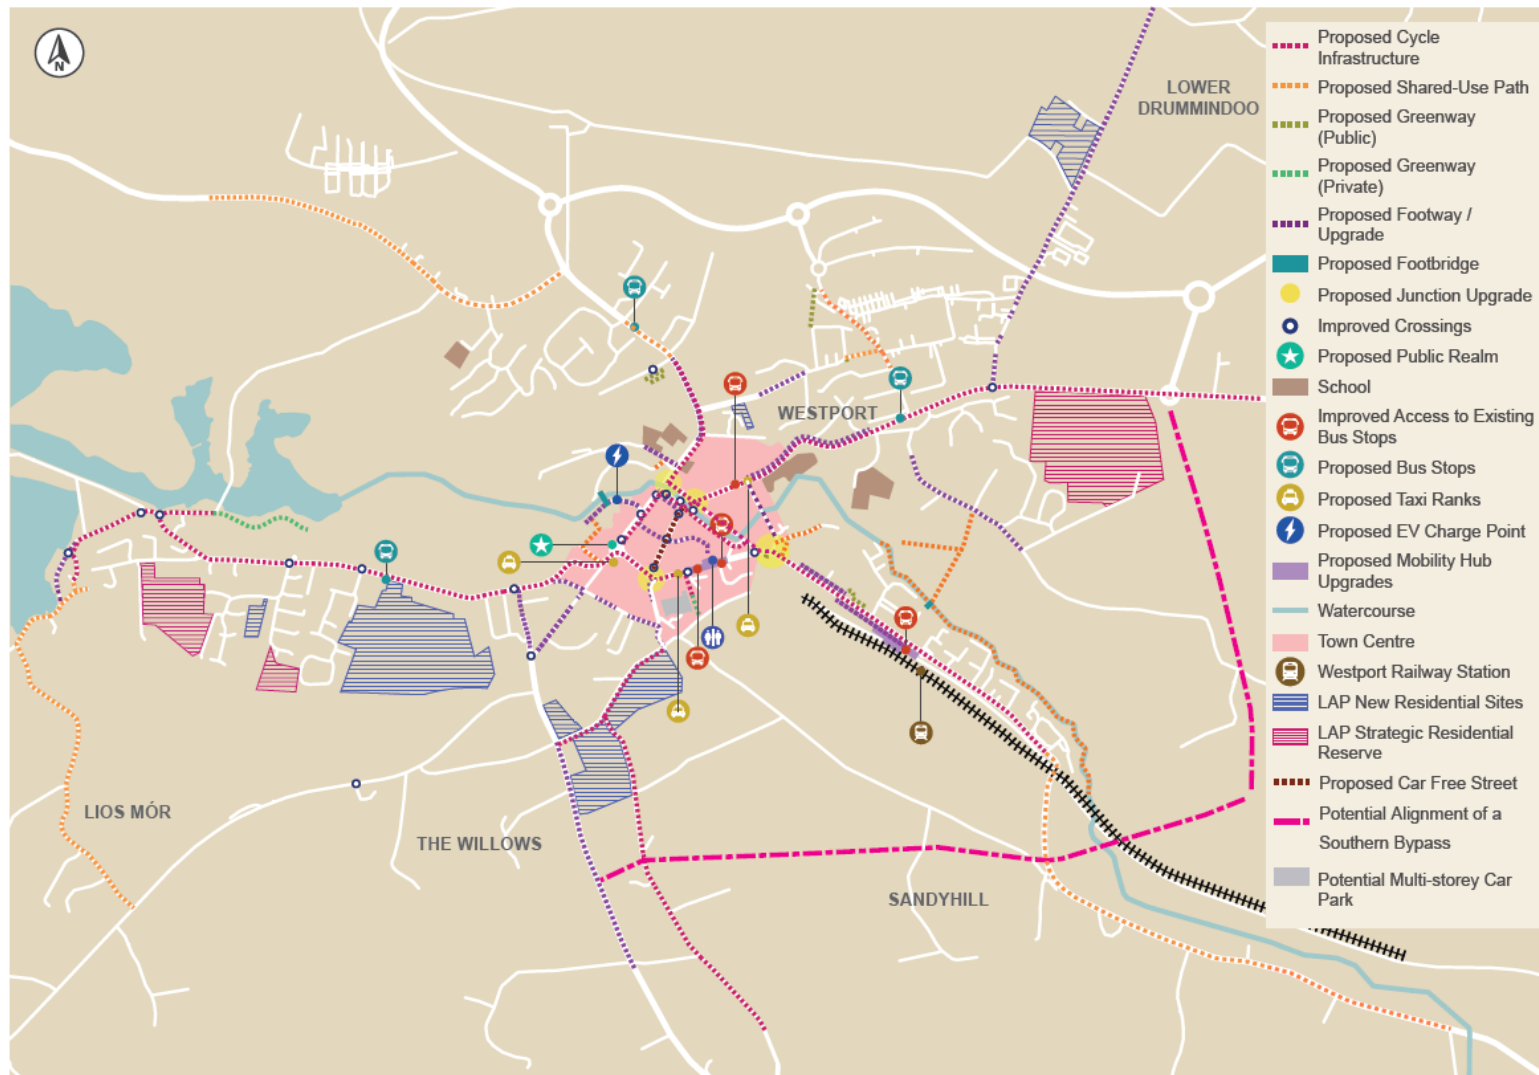 N
LOWER
DRUMMINDOO
WESTPORT
LIOS MÓR
THE WILLOWS
SANDYHILL
Proposed Cycle
Infrastructure
Proposed Shared-Use Path
Proposed Greenway
(Public)
Proposed Greenway
(Private)
Proposed Footway /
Upgrade
Proposed Footbridge
Proposed Junction Upgrade
Improved Crossings
Proposed Public Realm
School
Improved Access to Existing
Bus Stops
Proposed Bus Stops
Proposed Taxi Ranks
Proposed EV Charge Point
Proposed Mobility Hub
Upgrades
Watercourse
Town Centre
Westport Railway Station
LAP New Residential Sites
LAP Strategic Residential
Reserve
Proposed Car Free Street
Potential Alignment of a
Southern Bypass
Potential Multi-storey Car
Park